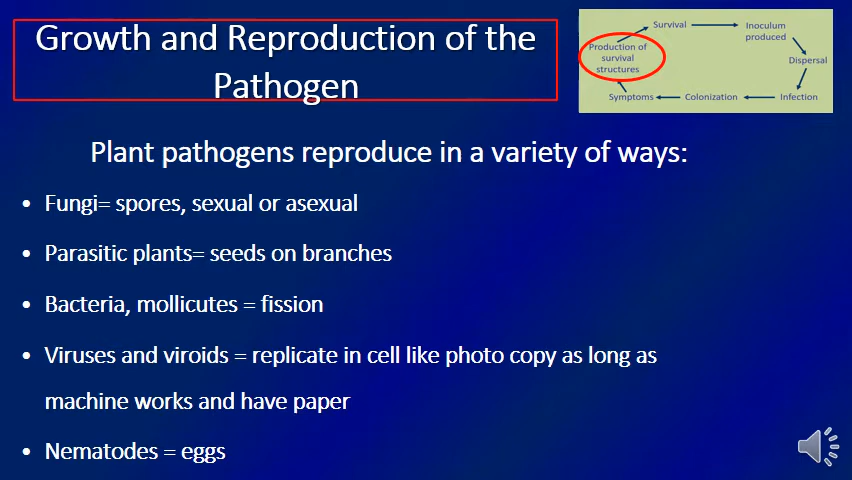 Growth and Reproduction of the
Pathogen
Survival
Inoculum
produced
Dispersal
Infection
Colonization
Symptoms
Production of
survival
structures
Plant pathogens reproduce in a variety of ways:
• Fungi= spores, sexual or asexual
• Parasitic plants= seeds on branches
• Bacteria, mollicutes = fission
• Viruses and viroids = replicate in cell like photo copy as long as
machine works and have paper
• Nematodes = eggs